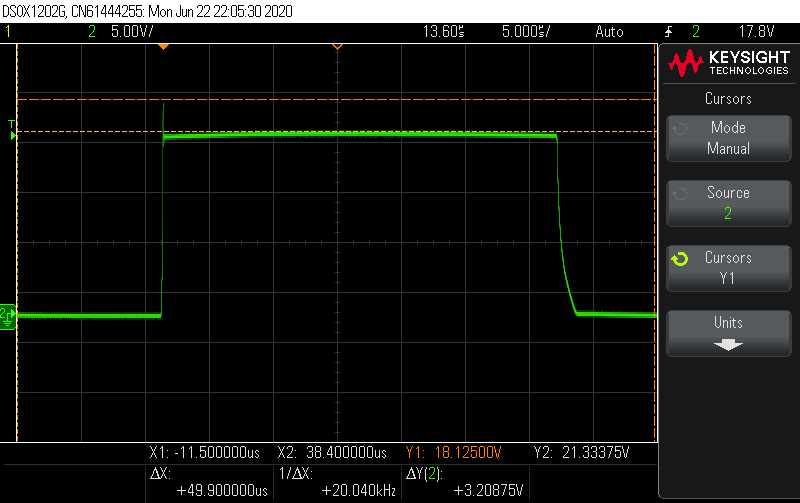 DSOX1202G, CN61444255: Mon Jun 22 22:05:30 2020
1 2 5.00V/ 13.60s 5.000s/ Auto 2 17.8V
KEYSIGHT
TECHNOLOGIES
Cursors
Mode
Manual
Source
2
Cursors
Y1
Units
T
2
X1: -11.500000us X2: 38.400000us Y1: 18.12500V Y2: 21.33375V
ΔX:
+49.900000us
1/ΔX:
+20.040kHz
ΔY(2):
+3.20875V